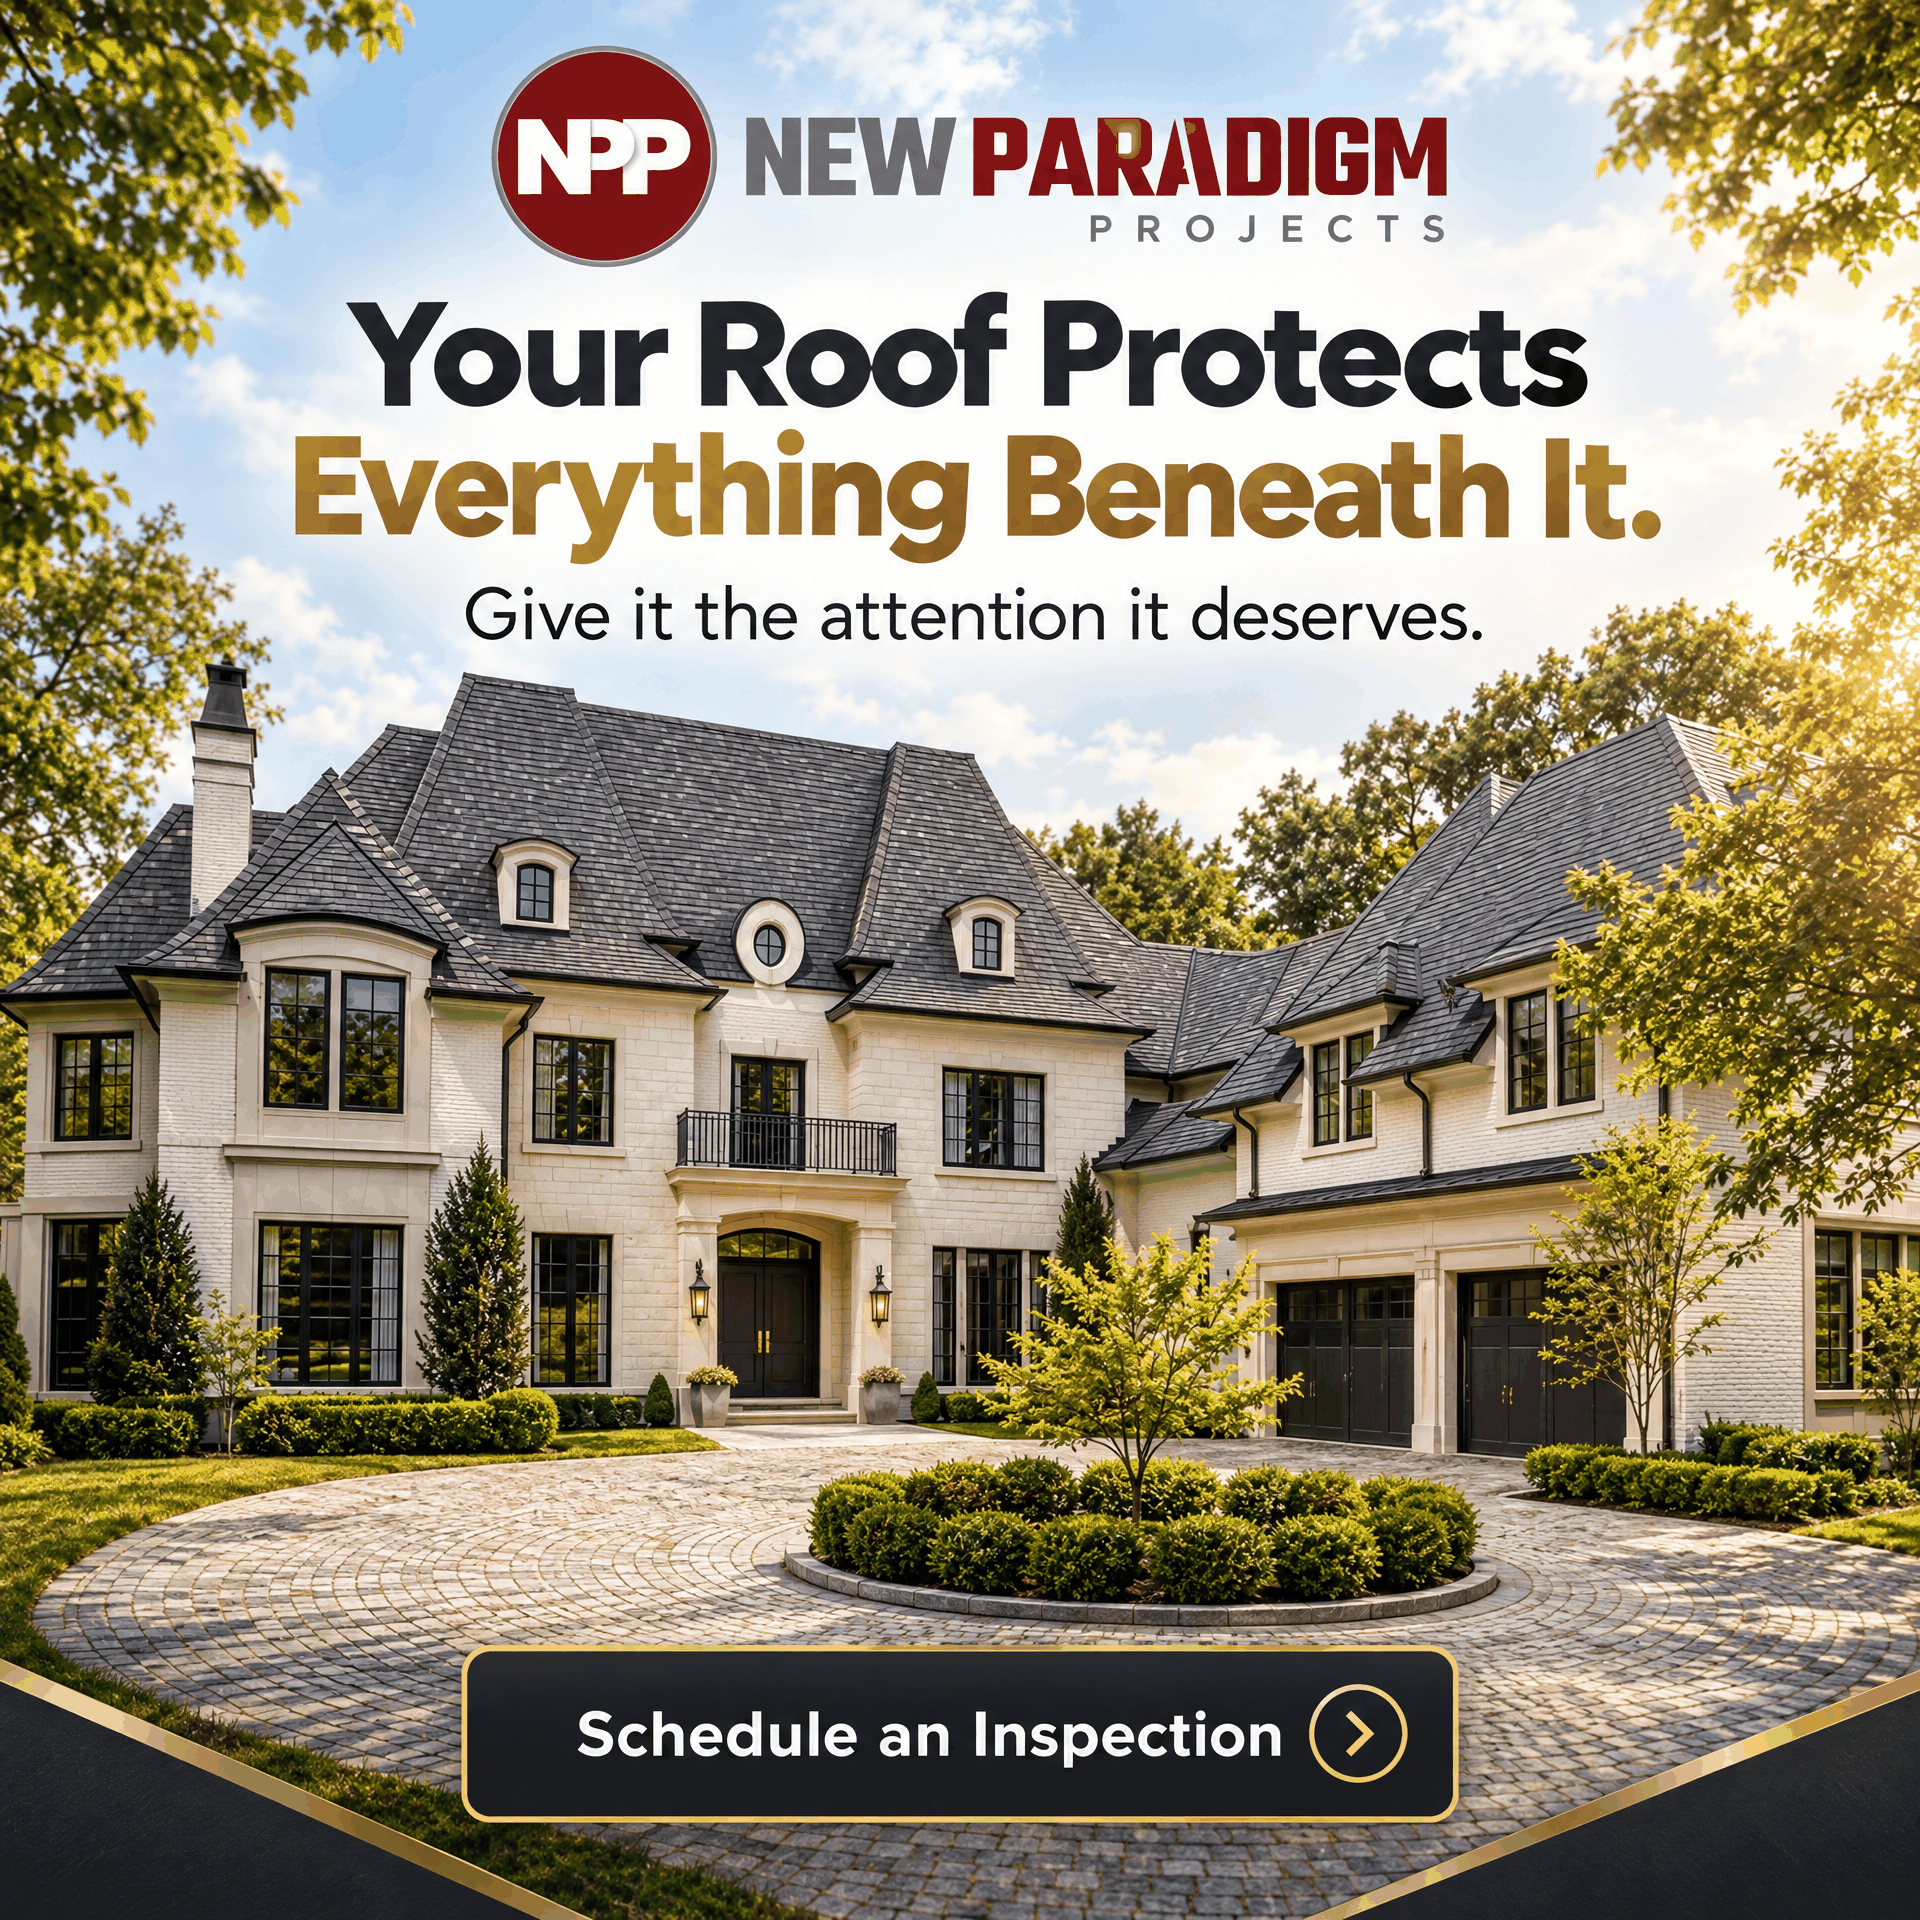 NPP
NEW PARADIGM
PROJECTS
Your Roof Protects
Everything Beneath It.
Give it the attention it deserves.
Schedule an Inspection